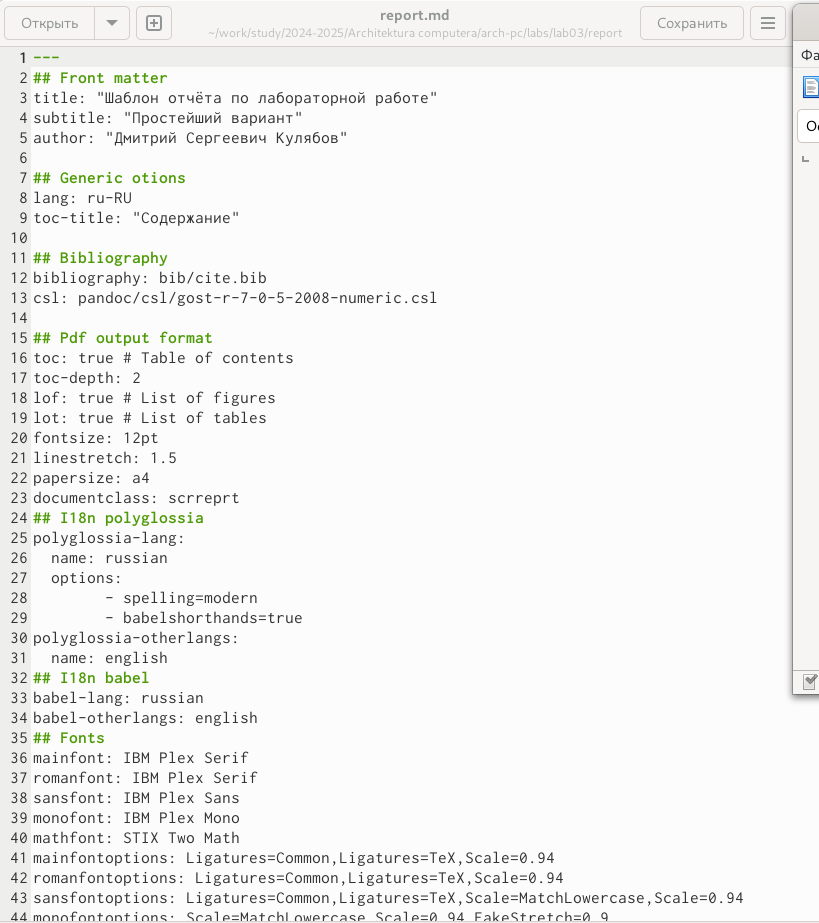 Открыть
report.md
~/work/study/2024-2025/Architektura computera/arch-pc/labs/lab03/report
Сохранить
1 ---
2 ## Front matter
3 title: "Шаблон отчёта по лабораторной работе"
4 subtitle: "Простейший вариант"
5 author: "Дмитрий Сергеевич Кулябов"
6
7 ## Generic otions
8 lang: ru-RU
9 toc-title: "Содержание"
10
11 ## Bibliography
12 bibliography: bib/cite.bib
13 csl: pandoc/csl/gost-r-7-0-5-2008-numeric.csl
14
15 ## Pdf output format
16 toc: true # Table of contents
17 toc-depth: 2
18 lof: true # List of figures
19 lot: true # List of tables
20 fontsize: 12pt
21 linestretch: 1.5
22 papersize: a4
23 documentclass: scrreprt
24 ## I18n polyglossia
25 polyglossia-lang:
26   name: russian
27   options:
28         - spelling=modern
29         - babelshorthands=true
30 polyglossia-otherlangs:
31   name: english
32 ## I18n babel
33 babel-lang: russian
34 babel-otherlangs: english
35 ## Fonts
36 mainfont: IBM Plex Serif
37 romanfont: IBM Plex Serif
38 sansfont: IBM Plex Sans
39 monofont: IBM Plex Mono
40 mathfont: STIX Two Math
41 mainfontoptions: Ligatures=Common,Ligatures=TeX,Scale=0.94
42 romanfontoptions: Ligatures=Common,Ligatures=TeX,Scale=0.94
43 sansfontoptions: Ligatures=Common,Ligatures=TeX,Scale=MatchLowercase,Scale=0.94
44 monofontoptions: Scale=MatchLowercase,Scale=0.94,FakeStretch=0.9